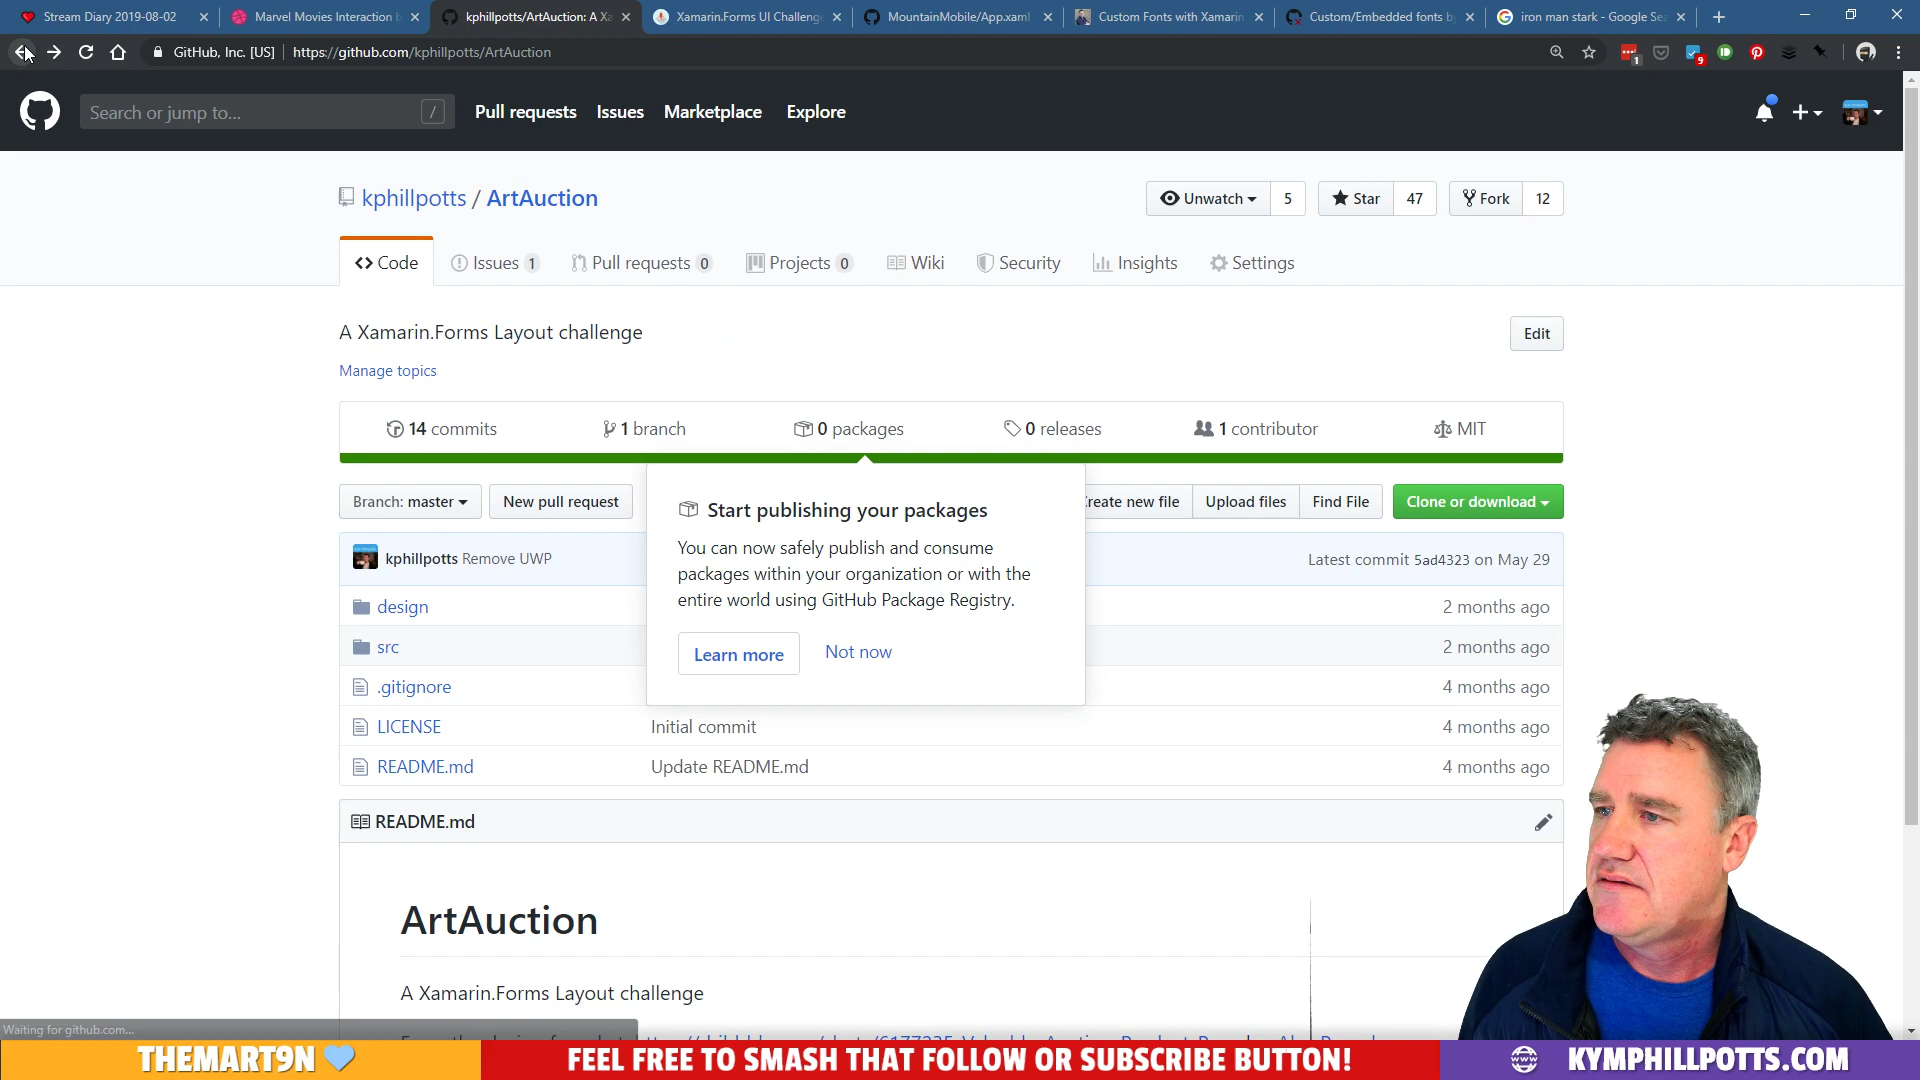 Stream Diary 2019-08-02
Marvel Movies Interaction b
kphillpotts/ArtAuction: A Xa
Xamarin.Forms UI Challeng
MountainMobile/App.xaml
Custom Fonts with Xamarin
Custom/Embedded fonts b
iron man stark - Google Sea
GitHub, Inc. [US]
https://github.com/kphillpotts/ArtAuction
1
9
Search or jump to...
/
Pull requests
Issues
Marketplace
Explore
kphillpotts / ArtAuction
Unwatch
5
Star
47
Fork
12
Code
Issues 1
Pull requests 0
Projects 0
Wiki
Security
Insights
Settings
A Xamarin.Forms Layout challenge
Edit
Manage topics
14 commits
1 branch
0 packages
0 releases
1 contributor
MIT
Branch: master
New pull request
Create new file
Upload files
Find File
Clone or download
kphillpotts Remove UWP
Latest commit 5ad4323 on May 29
Start publishing your packages
You can now safely publish and consume
packages within your organization or with the
entire world using GitHub Package Registry.
Learn more
Not now
design
2 months ago
src
2 months ago
.gitignore
4 months ago
LICENSE
Initial commit
4 months ago
README.md
Update README.md
4 months ago
README.md
ArtAuction
A Xamarin.Forms Layout challenge
Waiting for github.com...
THEMART9N
FEEL FREE TO SMASH THAT FOLLOW OR SUBSCRIBE BUTTON!
KYMPHILLPOTTS.COM